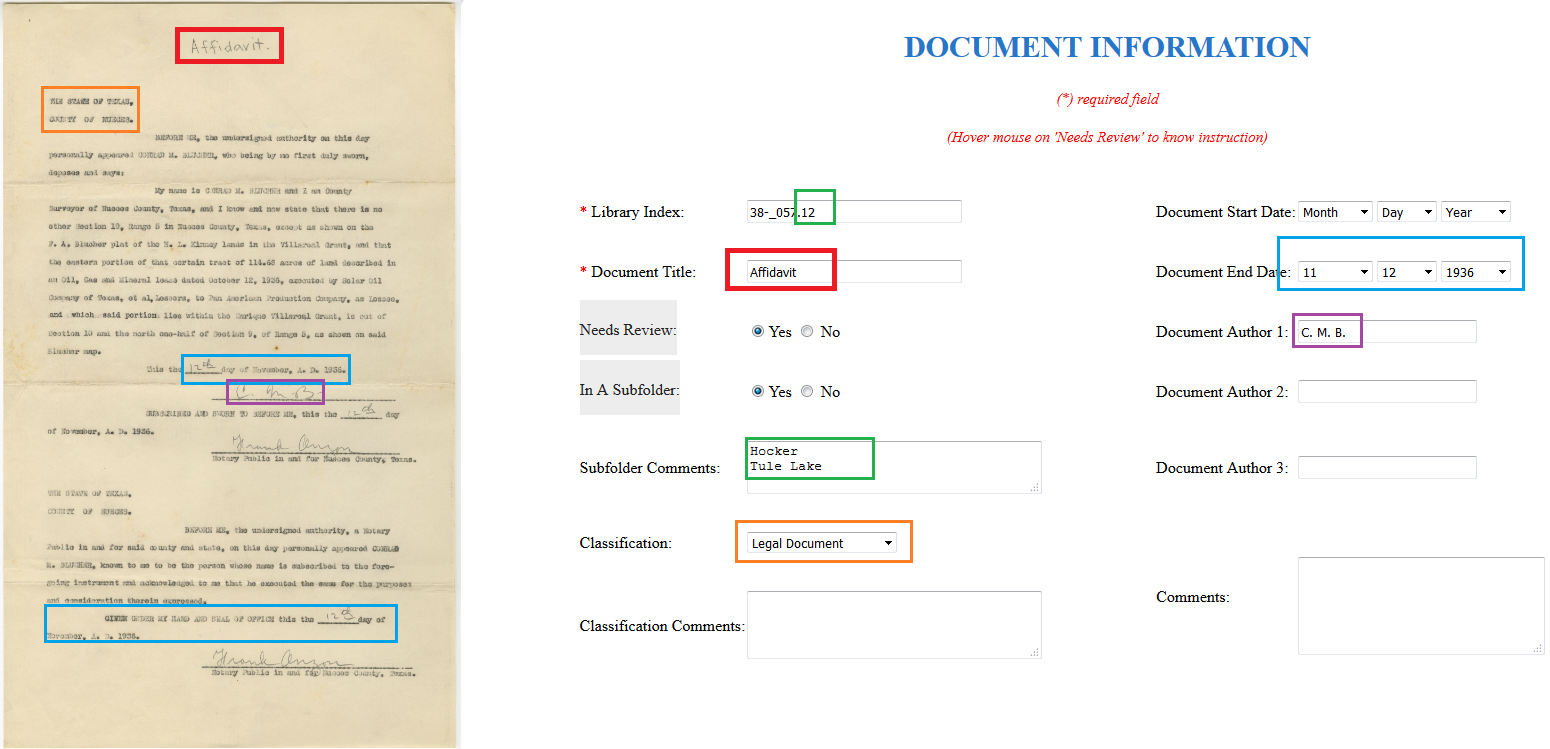 Affidavit.
THE STATE OF TEXAS,
COUNTY OF NUECES.
BEFORE ME, the undersigned authority on this day
personally appeared CONRAD M. BLUCHER, who being by me first duly sworn,
deposes and says:
My name is CONRAD M. BLUCHER and I am County
Surveyor of Nueces County, Texas, and I know and now state that there is no
other Section 10, Range 5 in Nueces County, Texas, except as shown on the
F. A. Blucher plat of the H. L. Kinney lands in the Villareal Grant, and that
the eastern portion of that certain tract of 114.68 acres of land described in
an Oil, Gas and Mineral lease dated October 12, 1936, executed by Solar Oil
Company of Texas, et al, Lessors, to Pan American Production Company, as Lessee,
and which said portion lies within the Enrique Villareal Grant, is out of
Section 10 and the north one-half of Section 9, of Range 5, as shown on said
Blucher map.
This the 12th day of November, A. D. 1936.
C. M. B.
SUBSCRIBED AND SWORN TO BEFORE ME, this the 12th day
of November, A. D. 1936.
Frank
Notary Public in and for Nueces County, Texas.
THE STATE OF TEXAS,
COUNTY OF NUECES.
BEFORE ME, the undersigned authority, a Notary
Public in and for said county and state, on this day personally appeared CONRAD
M. BLUCHER, known to me to be the person whose name is subscribed to the fore-
going instrument and acknowledged to me that he executed the same for the purposes
and consideration therein expressed.
GIVEN UNDER MY HAND AND SEAL OF OFFICE this the 12th day of
November, A. D. 1936.
Frank
Notary Public in and for Nueces County, Texas.
DOCUMENT INFORMATION
(*) required field
(Hover mouse on 'Needs Review' to know instruction)
* Library Index: 38-_057.12
Document Start Date: Month Day Year
* Document Title: Affidavit
Document End Date: 11 12 1936
Needs Review: Yes No
Document Author 1: C. M. B.
In A Subfolder: Yes No
Document Author 2:
Subfolder Comments: Hocker
Tule Lake
Document Author 3:
Classification: Legal Document
Classification Comments:
Comments: